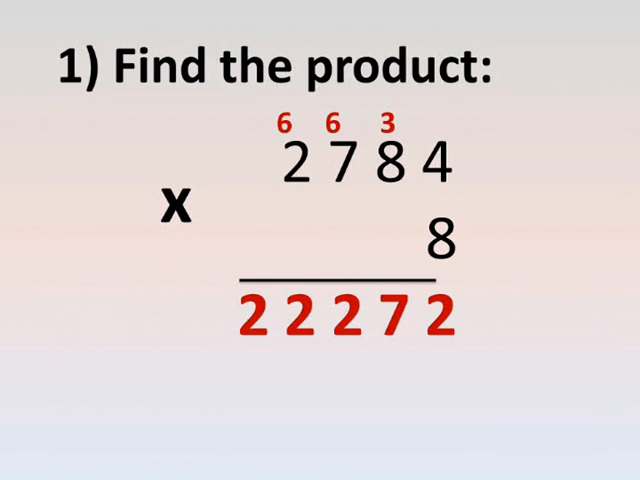 1) Find the product:
6 6 3
2 7 8 4
x
8
2 2 2 7 2